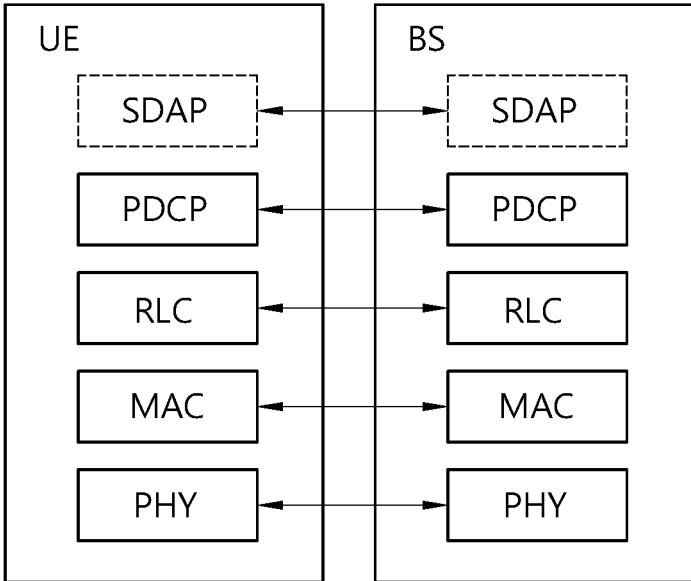 UE BS
SDAP SDAP
PDCP PDCP
RLC RLC
MAC MAC
PHY PHY